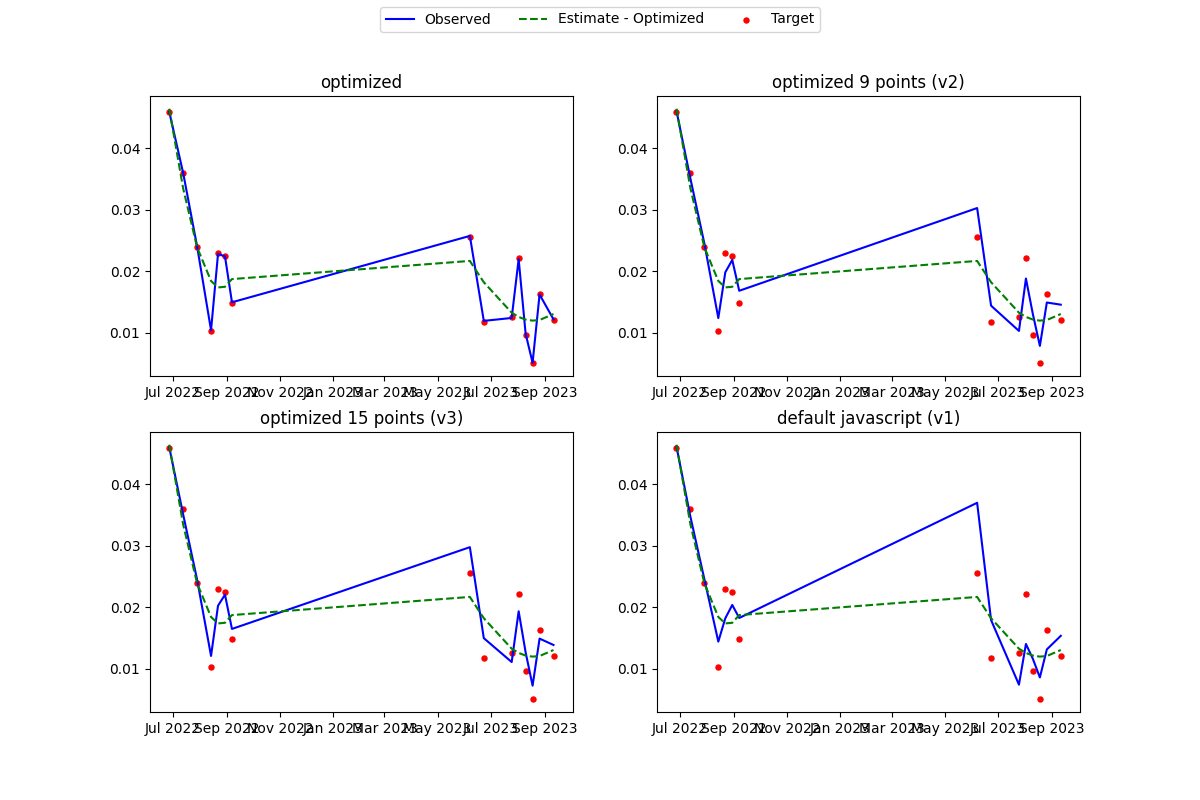 Observed Estimate - Optimized Target
optimized optimized 9 points (v2)
0.04 0.04
0.03 0.03
0.02 0.02
0.01 0.01
Jul 2022 Sep 2022 Nov 2022 Jan 2023 Mar 2023 May 2023 Jul 2023 Sep 2023 Jul 2022 Sep 2022 Nov 2022 Jan 2023 Mar 2023 May 2023 Jul 2023 Sep 2023
optimized 15 points (v3) default javascript (v1)
0.04 0.04
0.03 0.03
0.02 0.02
0.01 0.01
Jul 2022 Sep 2022 Nov 2022 Jan 2023 Mar 2023 May 2023 Jul 2023 Sep 2023 Jul 2022 Sep 2022 Nov 2022 Jan 2023 Mar 2023 May 2023 Jul 2023 Sep 2023